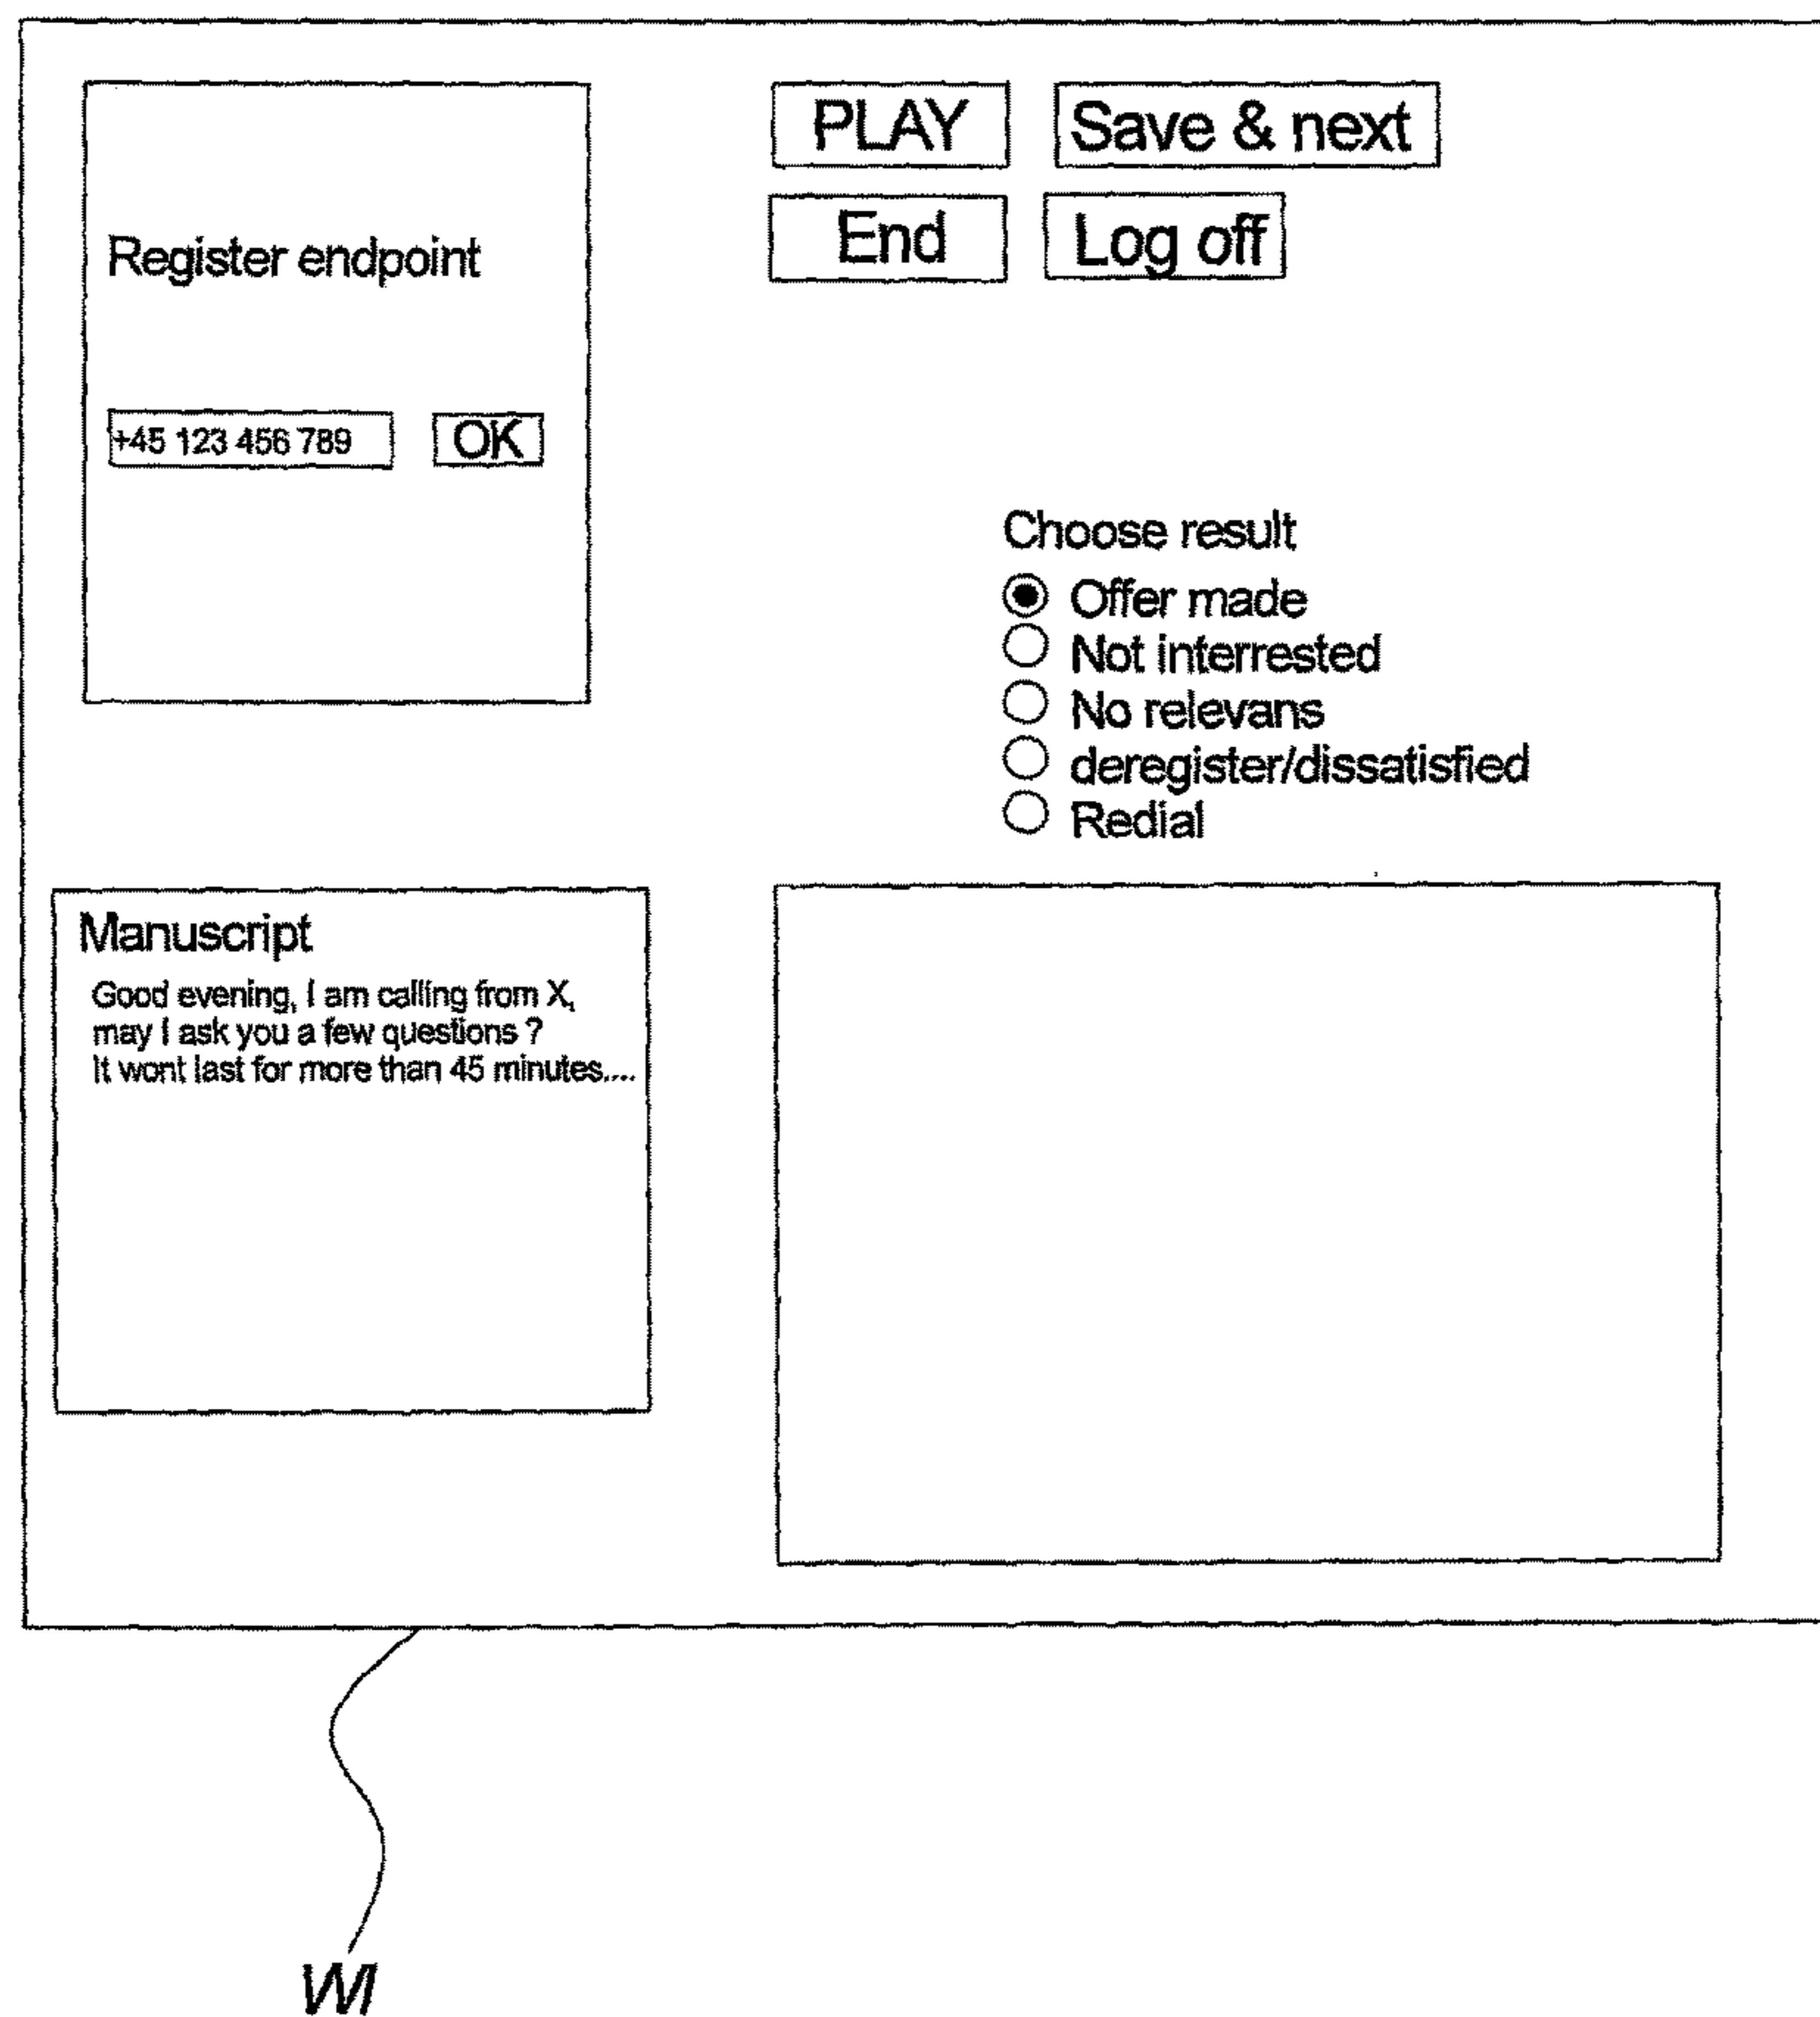 Register endpoint
+45 123 456 789 OK
PLAY Save & next
End Log off
Choose result
Offer made
Not interrested
No relevans
deregister/dissatisfied
Redial
Manuscript
Good evening, I am calling from X,
may I ask you a few questions ?
It wont last for more than 45 minutes....
WI